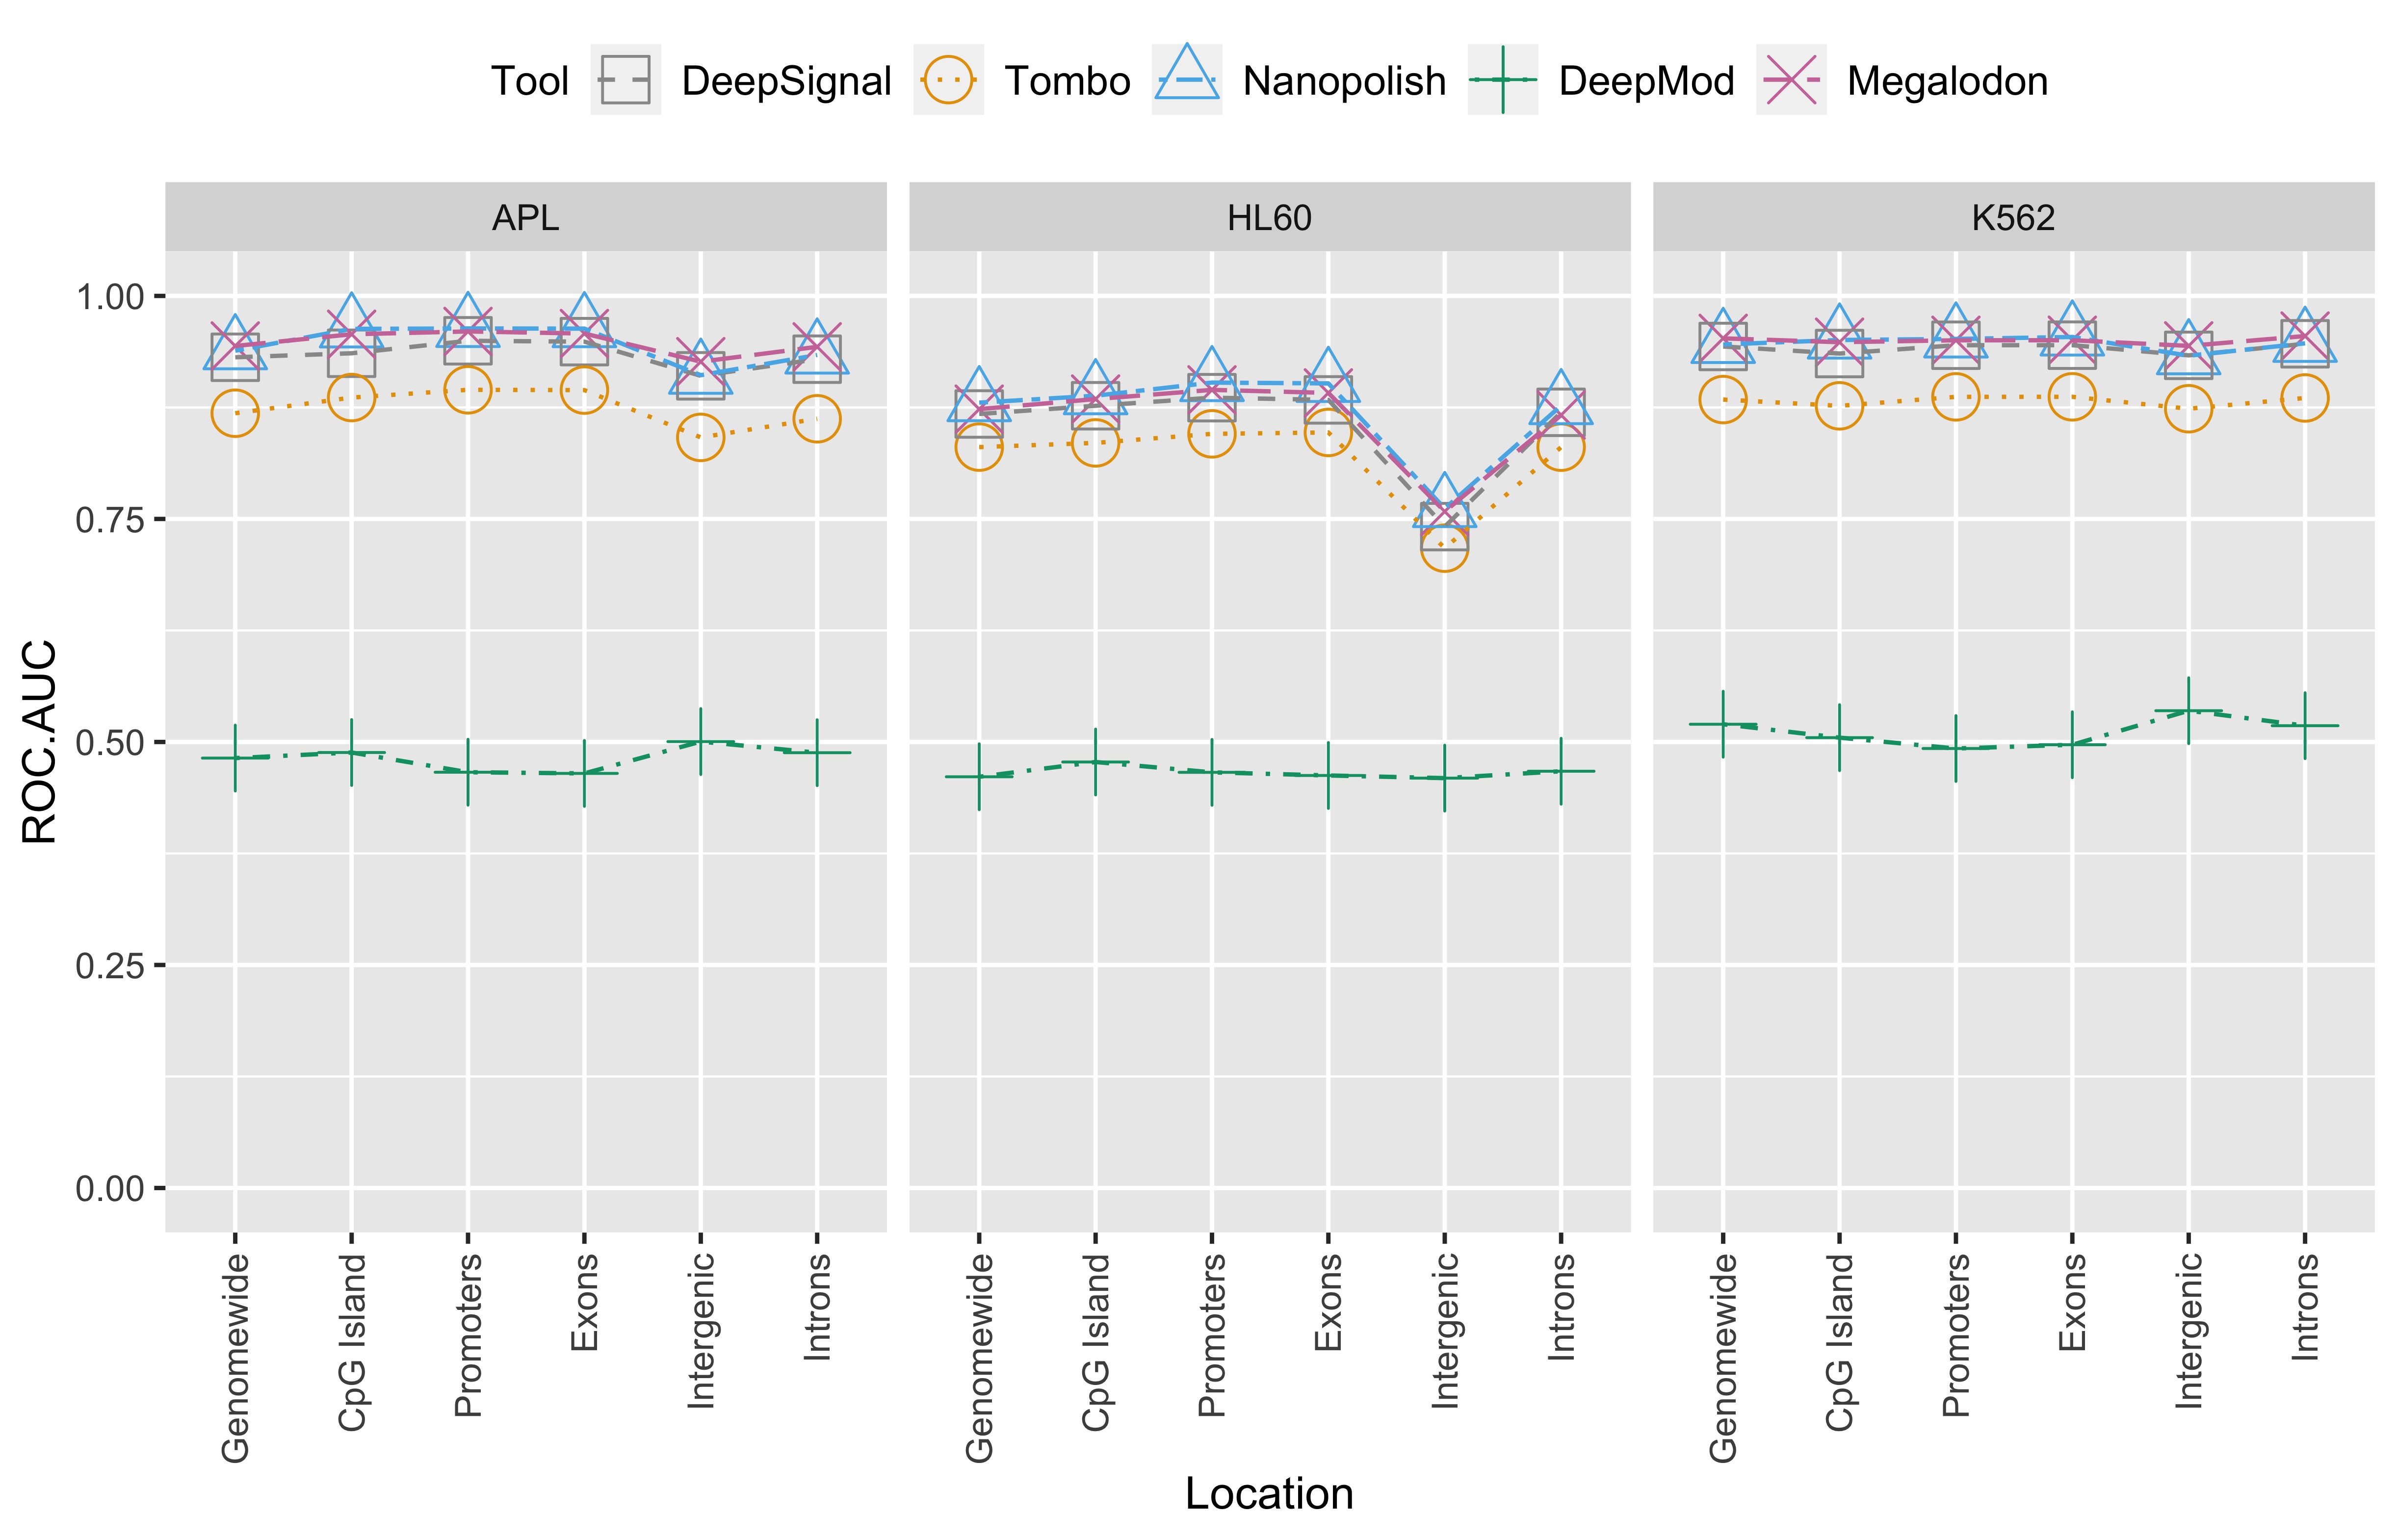 Tool DeepSignal Tombo Nanopolish DeepMod Megalodon
APL HL60 K562
1.00
0.75
0.50
0.25
0.00
ROC.AUC
Genomewide CpG Island Promoters Exons Intergenic Introns Genomewide CpG Island Promoters Exons Intergenic Introns Genomewide CpG Island Promoters Exons Intergenic Introns
Location